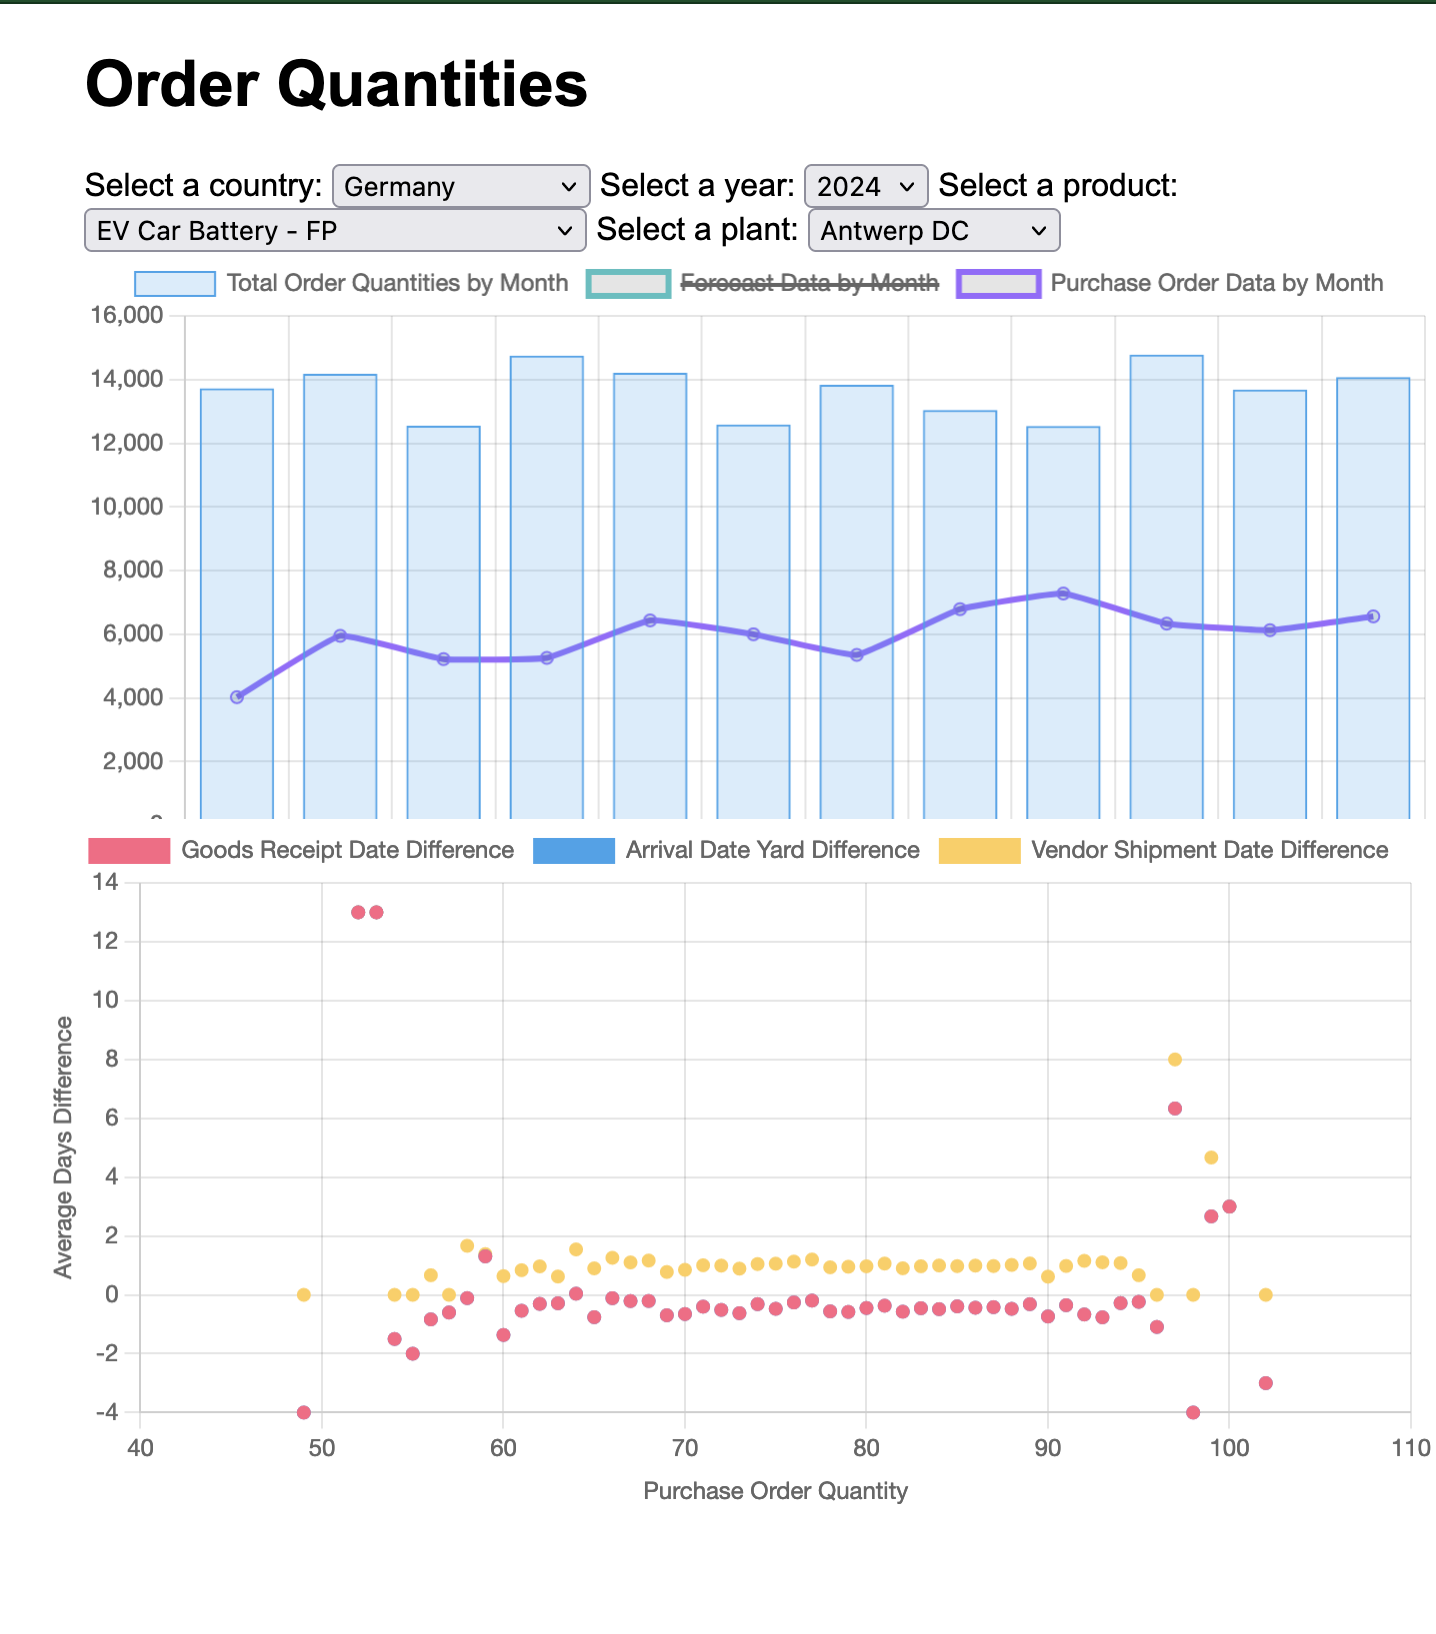 Order Quantities
Select a country: Germany Select a year: 2024 Select a product:
EV Car Battery - FP Select a plant: Antwerp DC
Total Order Quantities by Month Forecast Data by Month Purchase Order Data by Month
16,000
14,000
12,000
10,000
8,000
6,000
4,000
2,000
0
Goods Receipt Date Difference Arrival Date Yard Difference Vendor Shipment Date Difference
Average Days Difference
14
12
10
8
6
4
2
0
-2
-4
40 50 60 70 80 90 100 110
Purchase Order Quantity